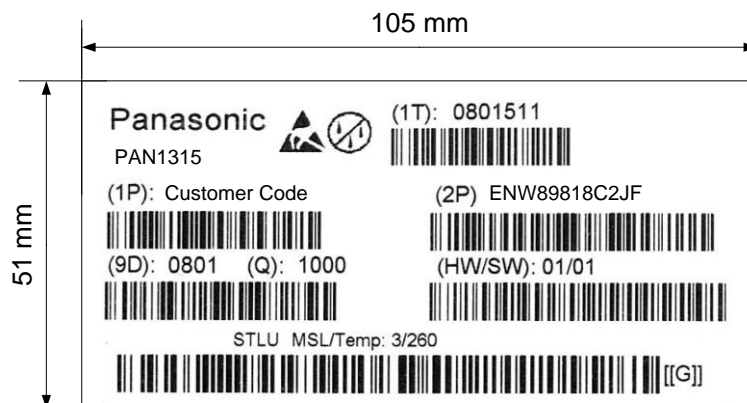 105 mm
51 mm
Panasonic
PAN1315
(1T): 0801511
(1P): Customer Code
(2P) ENW89818C2JF
(9D): 0801 (Q): 1000
(HW/SW): 01/01
STLU MSL/Temp: 3/260
[[G]]